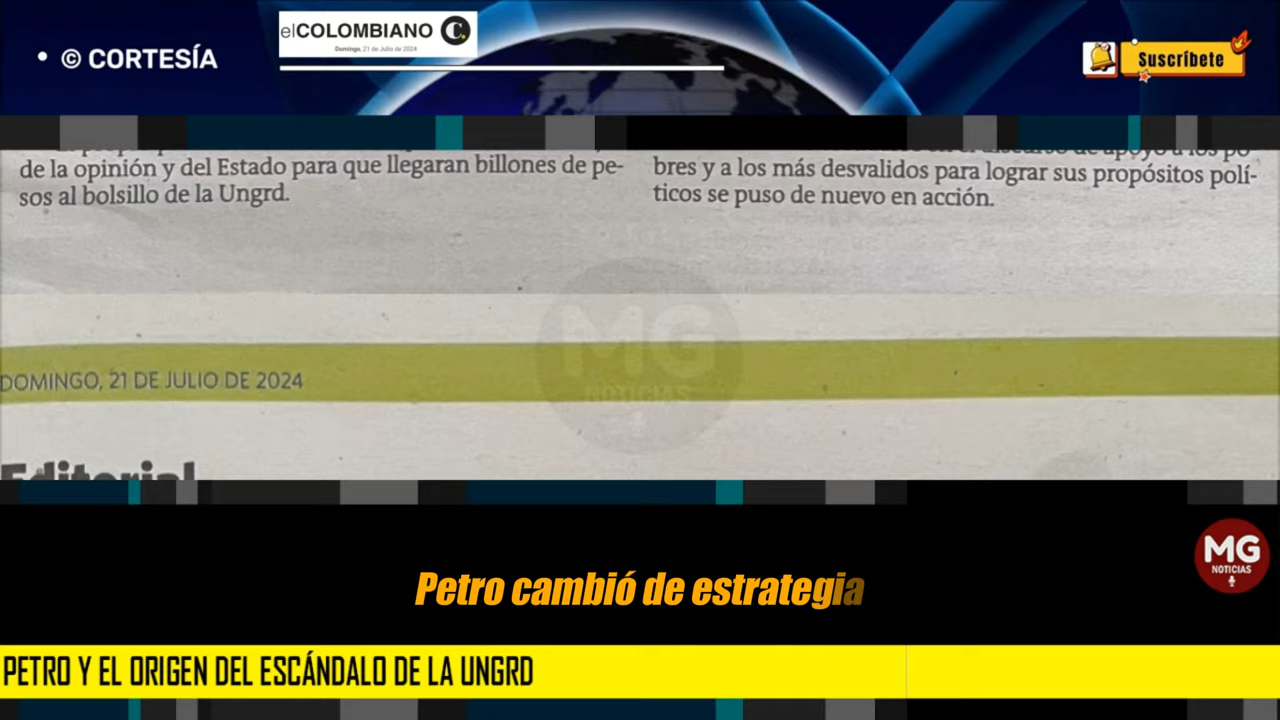 • © CORTESÍA
elCOLOMBIANO C.
Domingo, 21 de Julio de 2024
Suscríbete
de la opinión y del Estado para que llegaran billones de pe-
sos al bolsillo de la Ungrd.
bres y a los más desvalidos para lograr sus propósitos polí-
ticos se puso de nuevo en acción.
MG
NOTICIAS
DOMINGO, 21 DE JULIO DE 2024
Editorial
MG
NOTICIAS
Petro cambió de estrategia
PETRO Y EL ORIGEN DEL ESCÁNDALO DE LA UNGRD